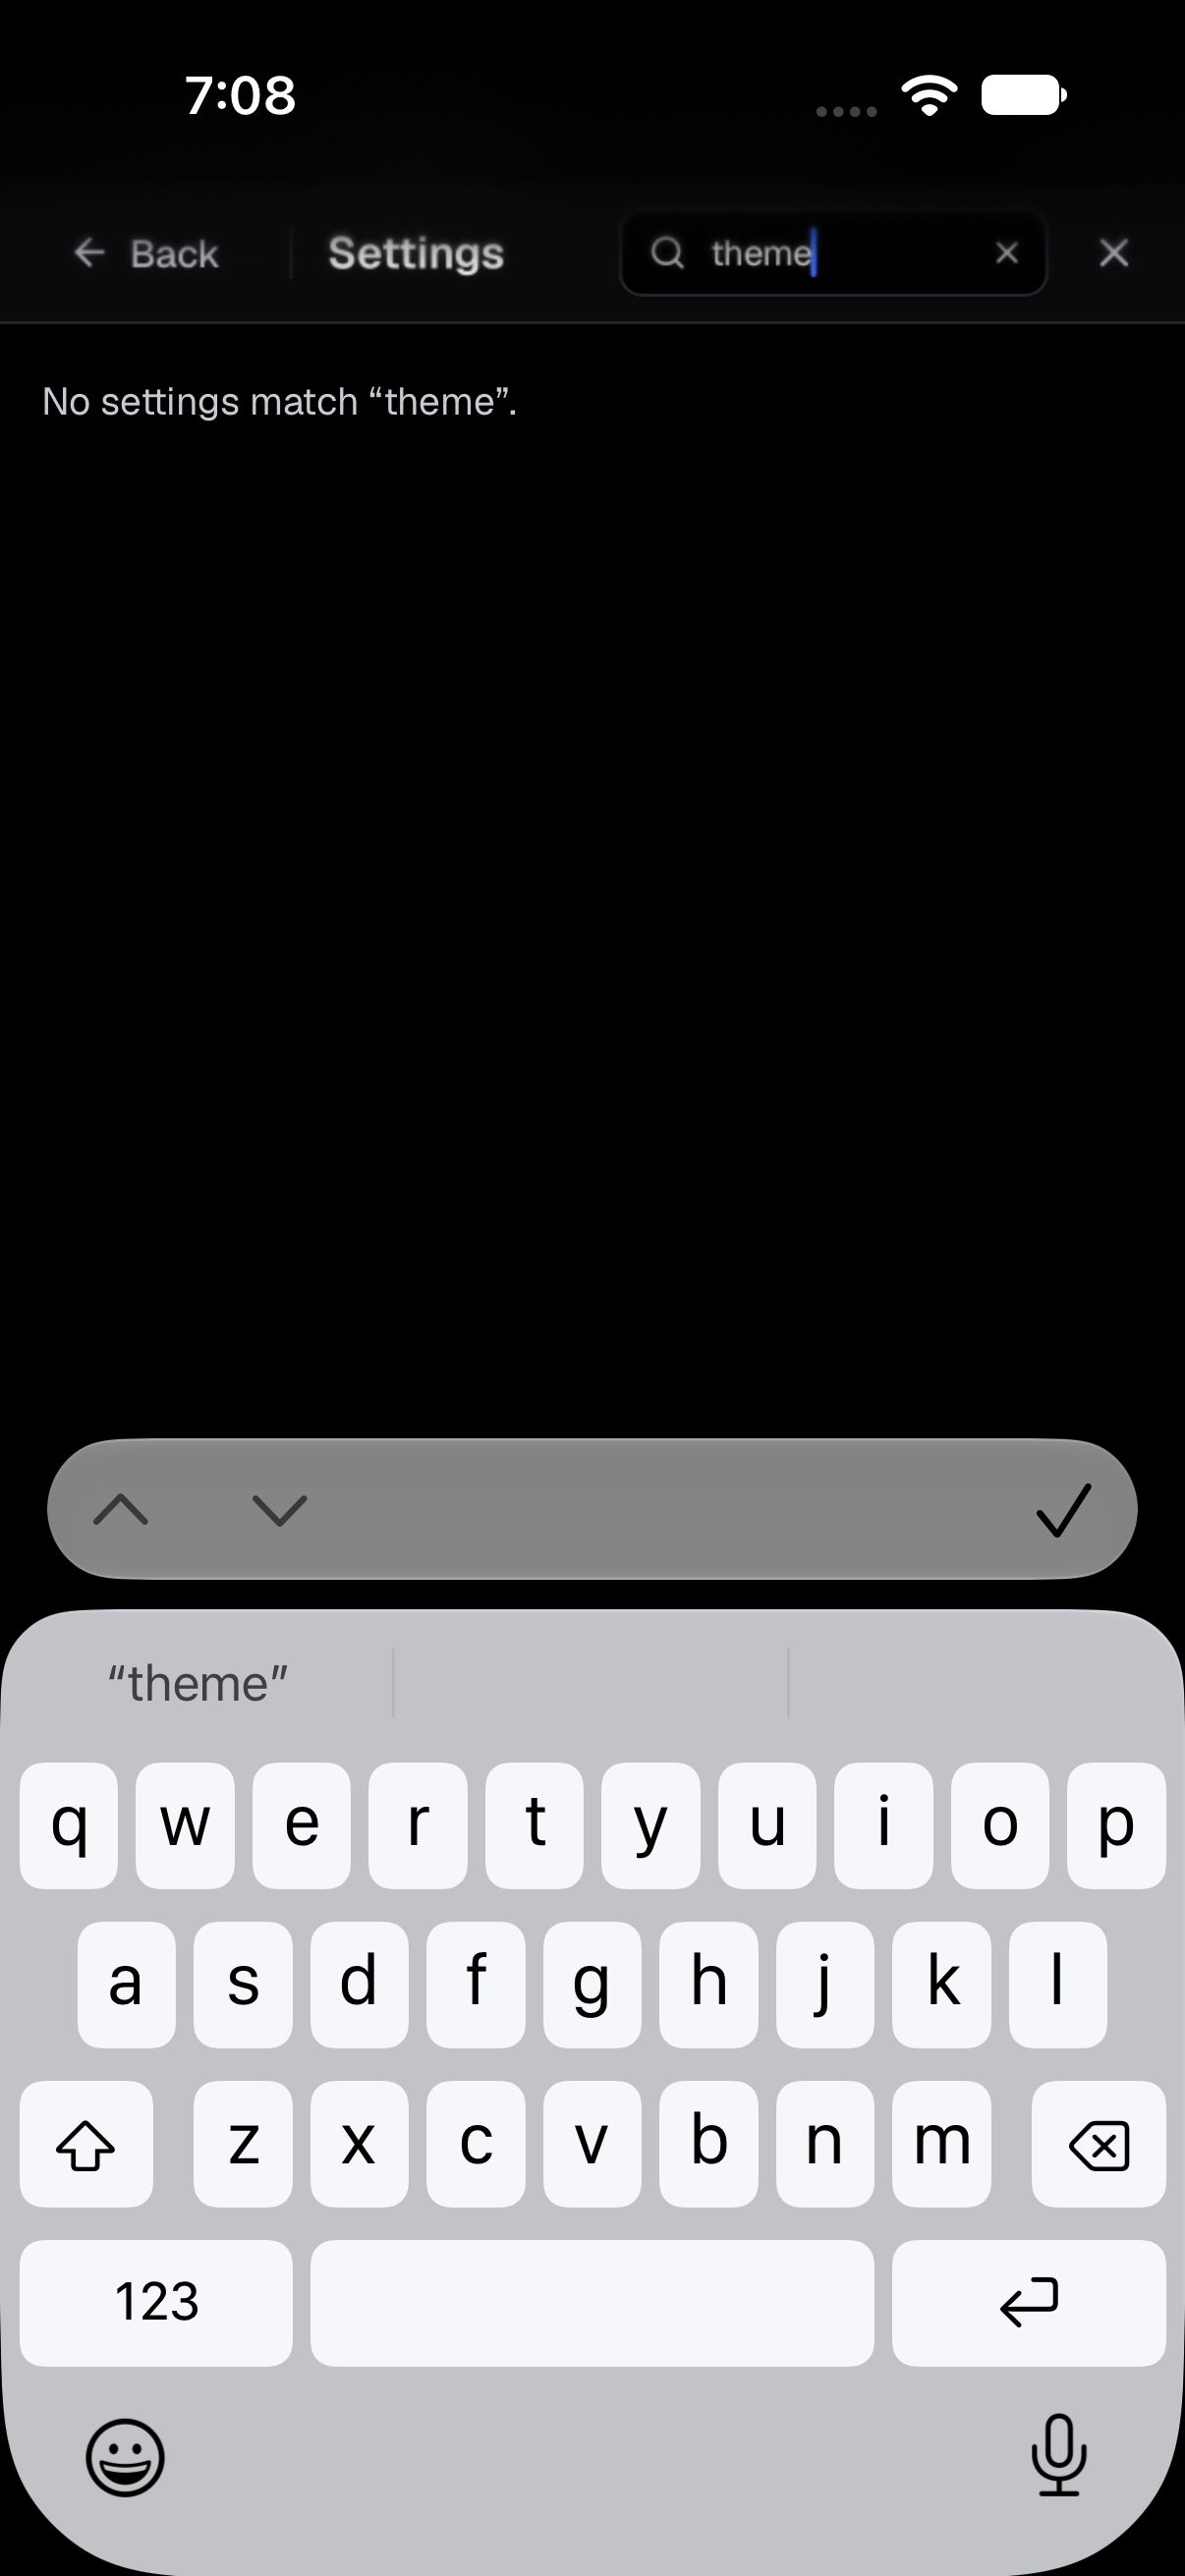 7:08
Back
Settings
theme
No settings match “theme”.
“theme”
q w e r t y u i o p
a s d f g h j k l
z x c v b n m
123